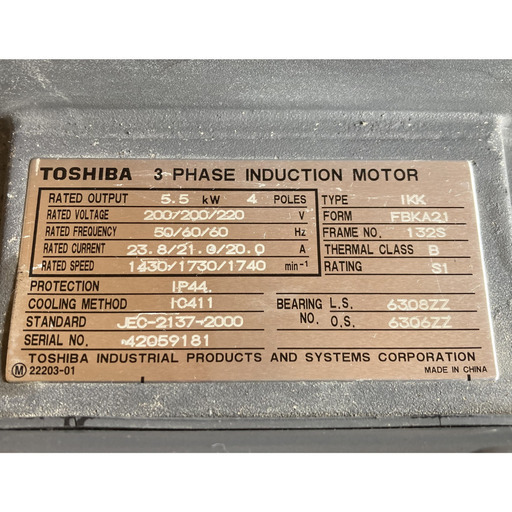 TOSHIBA 3 PHASE INDUCTION MOTOR
RATED OUTPUT 5.5 kW 4 POLES TYPE IKK
RATED VOLTAGE 200/200/220 V FORM FBKA21
RATED FREQUENCY 50/60/60 Hz FRAME NO. 132S
RATED CURRENT 23.8/21.0/20.0 A THERMAL CLASS B
RATED SPEED 1430/1730/1740 min-1 RATING S1
PROTECTION IP44
COOLING METHOD IC411 BEARING NO. L.S. 6308ZZ
STANDARD JEC-2137-2000 O.S. 6306ZZ
SERIAL NO. 42059181
TOSHIBA INDUSTRIAL PRODUCTS AND SYSTEMS CORPORATION
M 22203-01 MADE IN CHINA